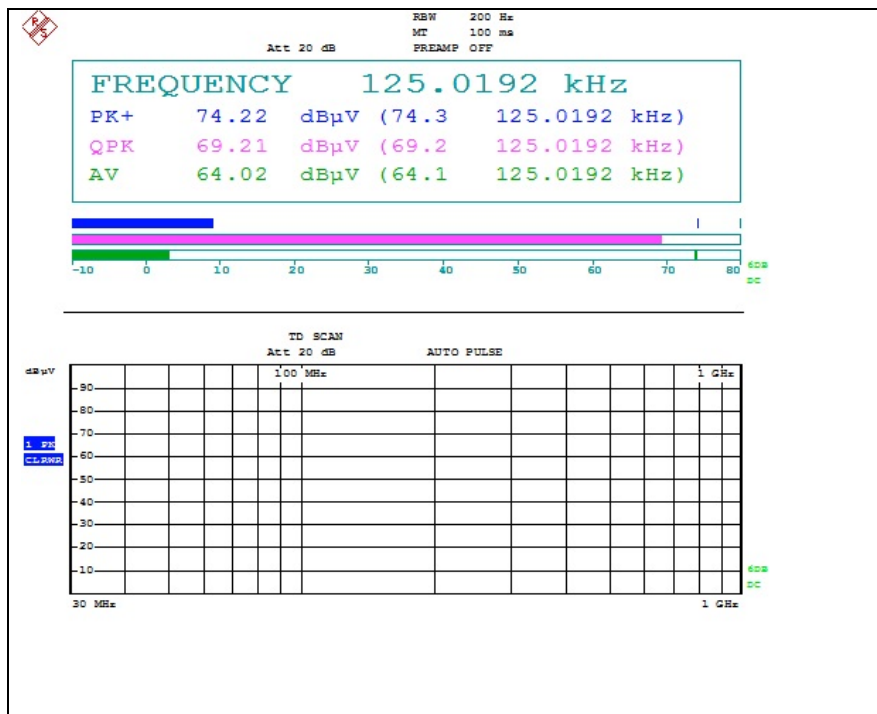 R S
RBW 200 Hz
MT 100 ms
Att 20 dB PREAMP OFF
FREQUENCY 125.0192 kHz
PK+ 74.22 dBµV (74.3 125.0192 kHz)
QPK 69.21 dBµV (69.2 125.0192 kHz)
AV 64.02 dBµV (64.1 125.0192 kHz)
-10 0 10 20 30 40 50 60 70 80
6DB
DC
TD SCAN
Att 20 dB AUTO PULSE
dBµV
100 MHz 1 GHz
90
80
70
1 PK
60
CLRWR
50
40
30
20
10
6DB
DC
30 MHz 1 GHz